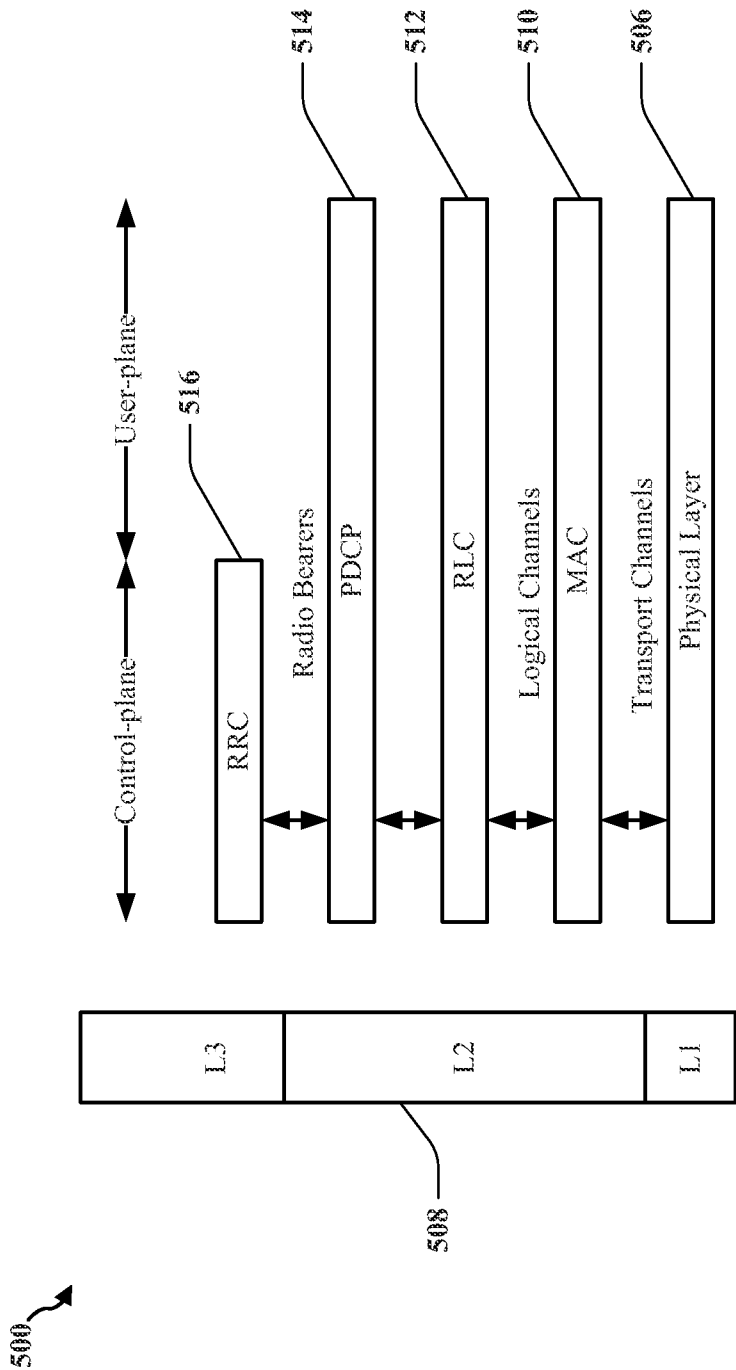 500
Control-plane
User-plane
516
RRC
Radio Bearers
514
PDCP
512
RLC
Logical Channels
510
MAC
Transport Channels
506
Physical Layer
L3
L2
L1
508